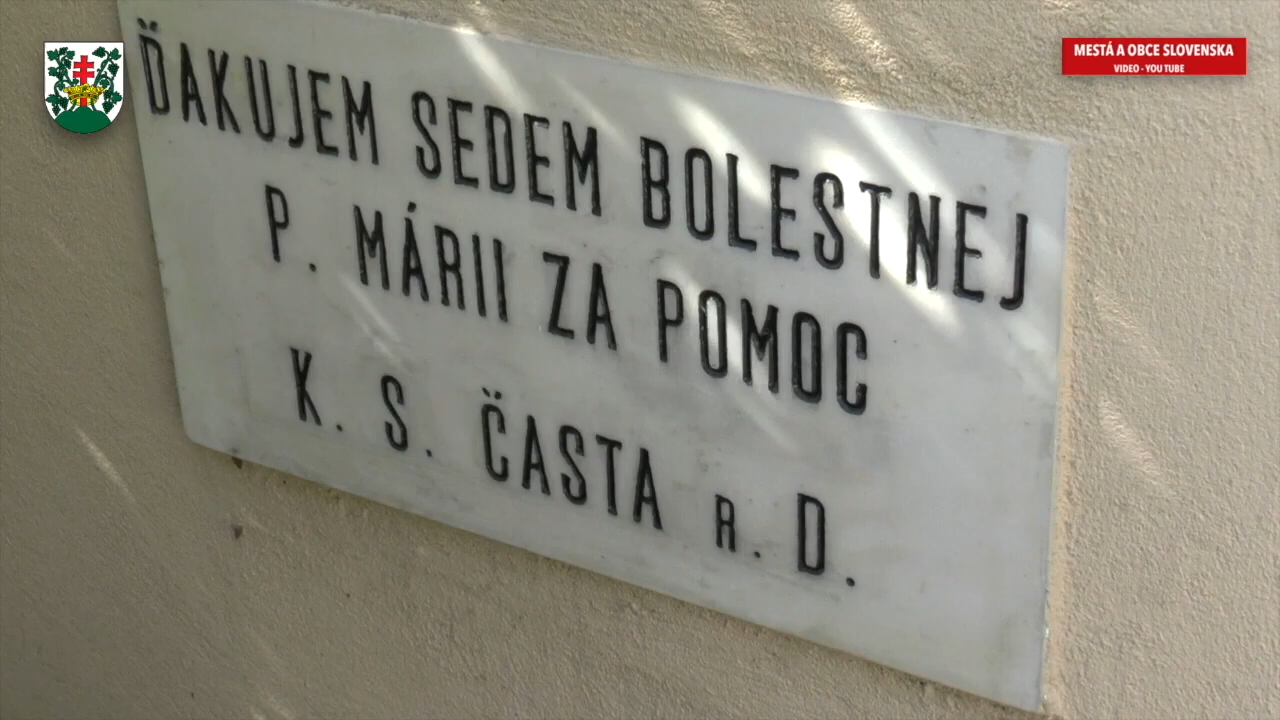 MESTÁ A OBCE SLOVENSKA
VIDEO - YOU TUBE
ĎAKUJEM SEDEM BOLESTNEJ
P. MÁRII ZA POMOC
K. S. ČASTA R. D.